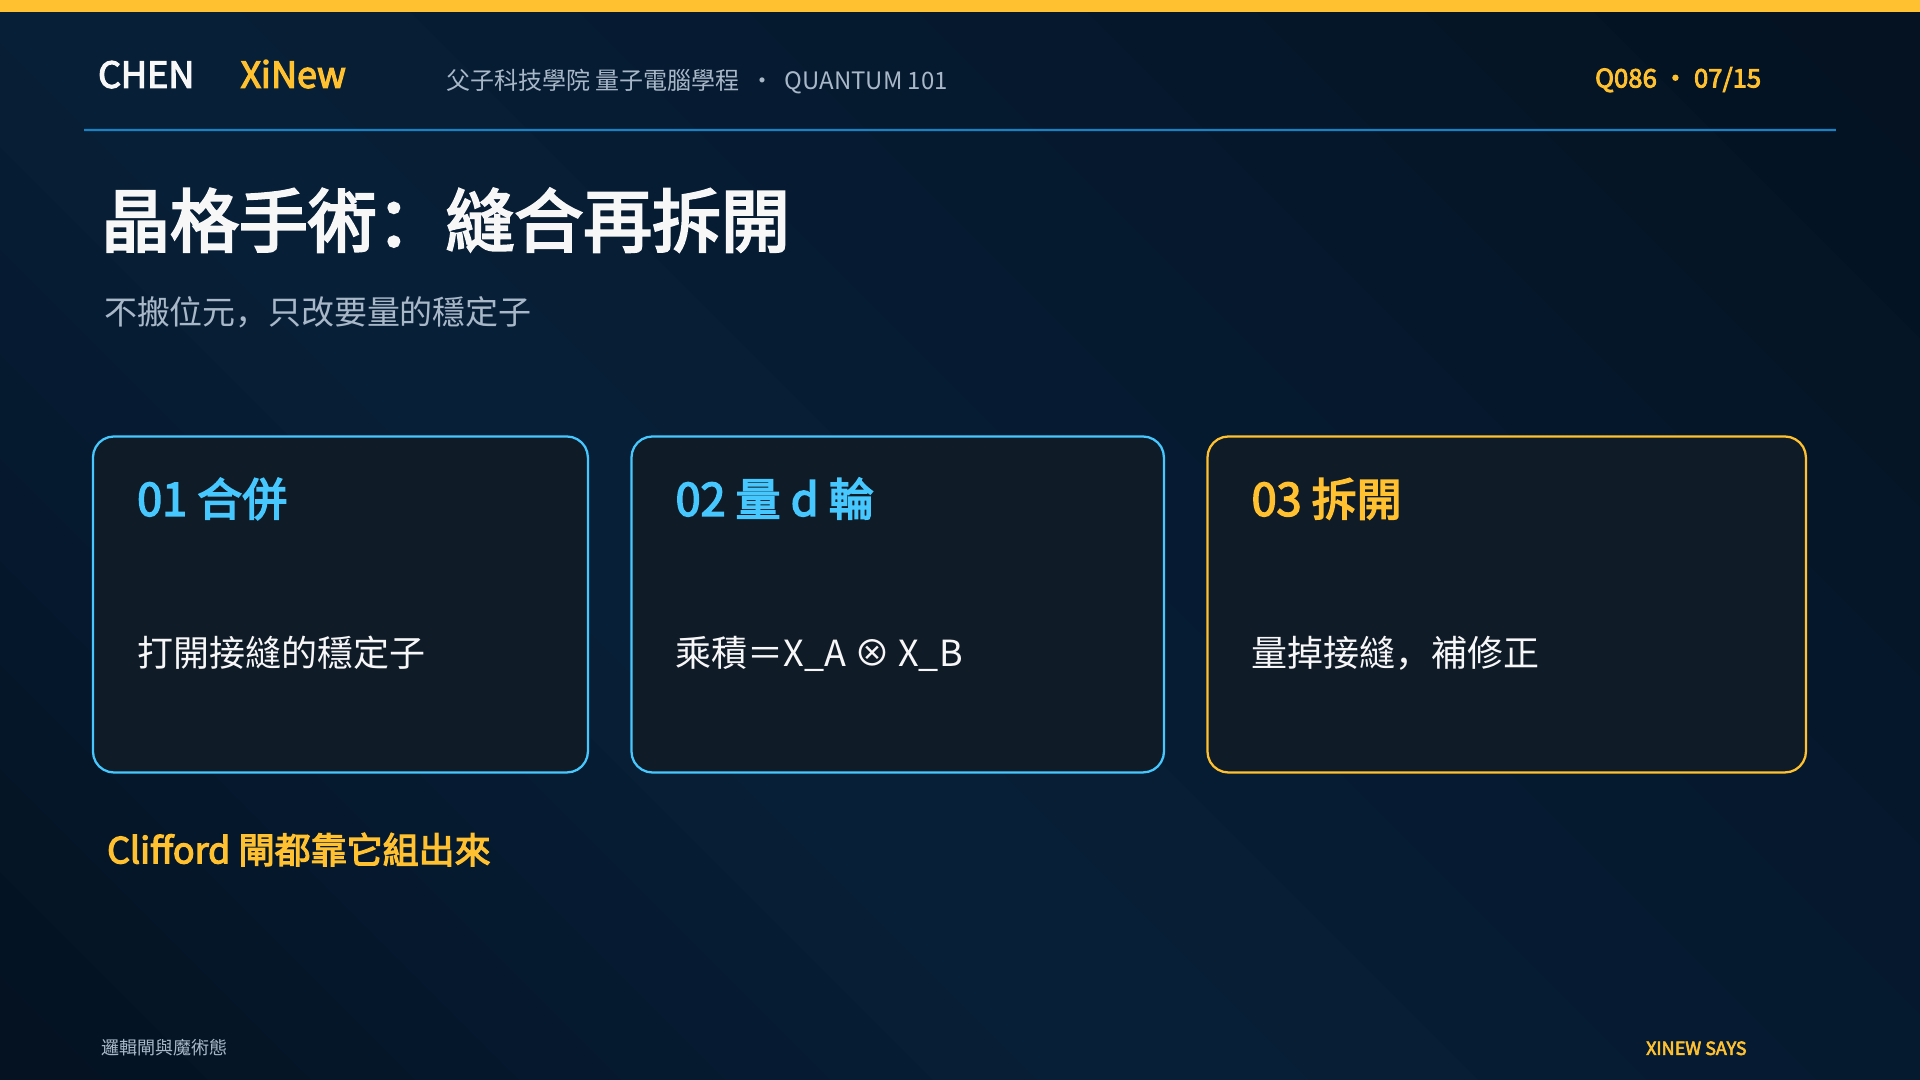 CHEN XiNew 父子科技學院 量子電腦學程 • QUANTUM 101 Q086 • 07/15
晶格手術：縫合再拆開
不搬位元，只改要量的穩定子
01 合併
打開接縫的穩定子
02 量 d 輪
乘積＝X_A ⊗ X_B
03 拆開
量掉接縫，補修正
Clifford 閘都靠它組出來
邏輯閘與魔術態
XINEW SAYS